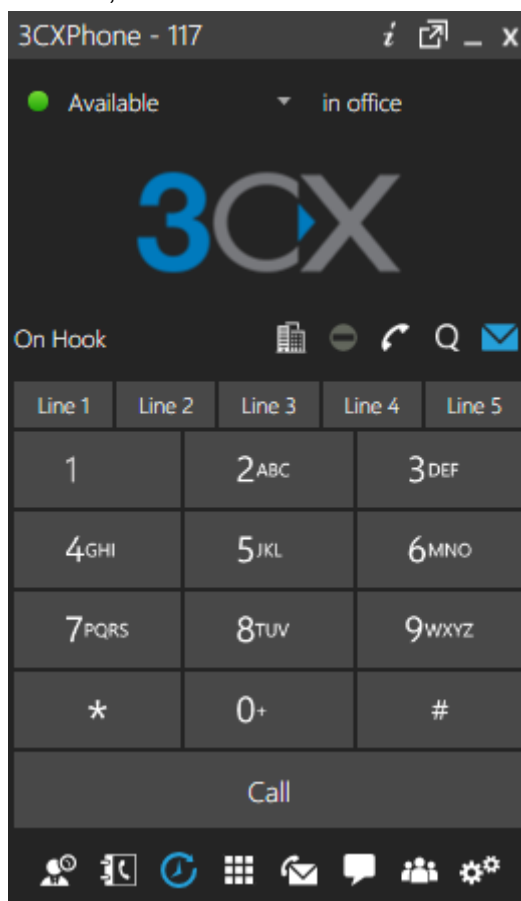 3CXPhone - 117 i _ x
Available in office
3CX
On Hook Q
Line 1 Line 2 Line 3 Line 4 Line 5
1 2ABC 3DEF
4GHI 5JKL 6MNO
7PQRS 8TUV 9WXYZ
* 0+ #
Call